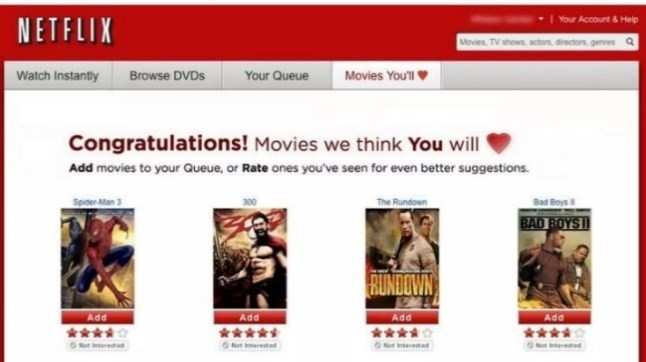 NETFLIX
Your Account & Help
Movies, TV shows, actors, directors, genres
Watch Instantly
Browse DVDs
Your Queue
Movies You'll
Congratulations! Movies we think You will
Add movies to your Queue, or Rate ones you've seen for even better suggestions.
Spider-Man 3
300
The Rundown
Bad Boys II
300
RUNDOWN
BAD BOYS II
Add
Add
Add
Add
Not Interested
Not Interested
Not Interested
Not Interested